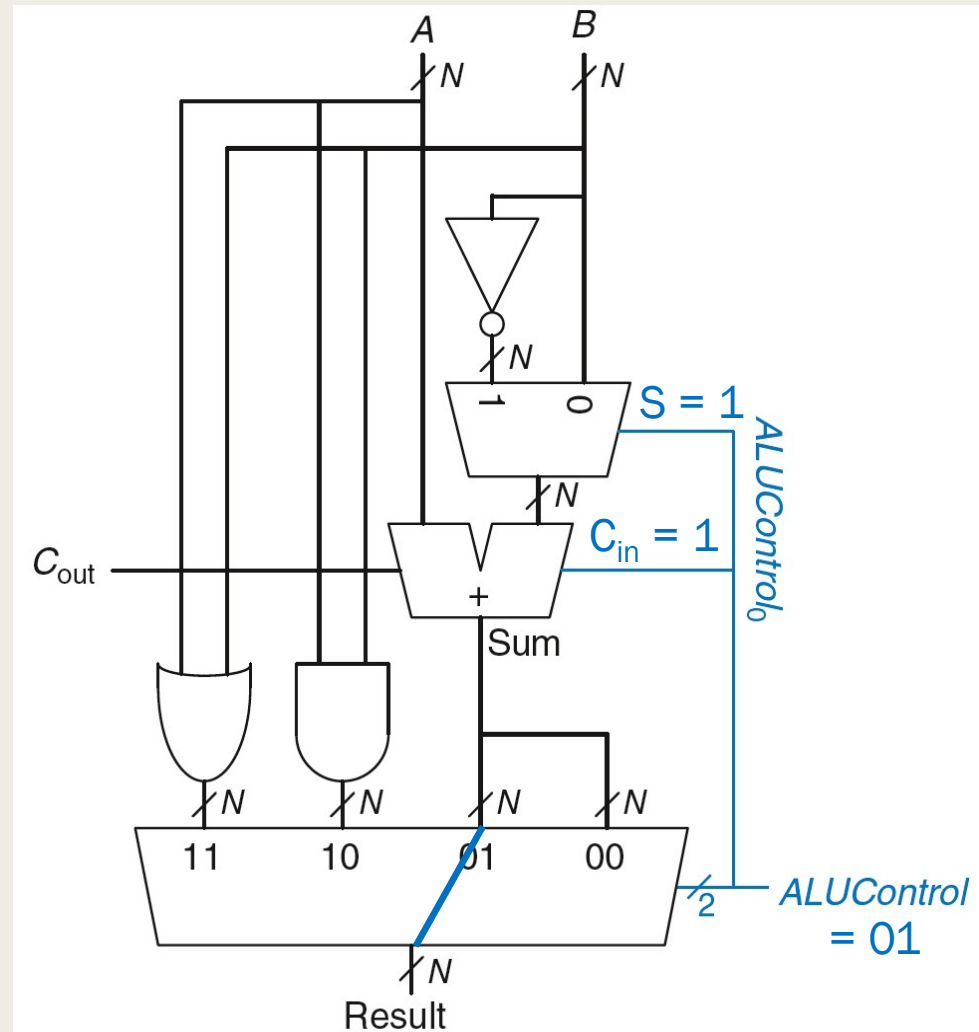 A B
N N
N
1 0
S = 1
ALUControl0
N
Cin = 1
Cout
+
Sum
N N N N
11 10 01 00
2
ALUControl
= 01
N
Result